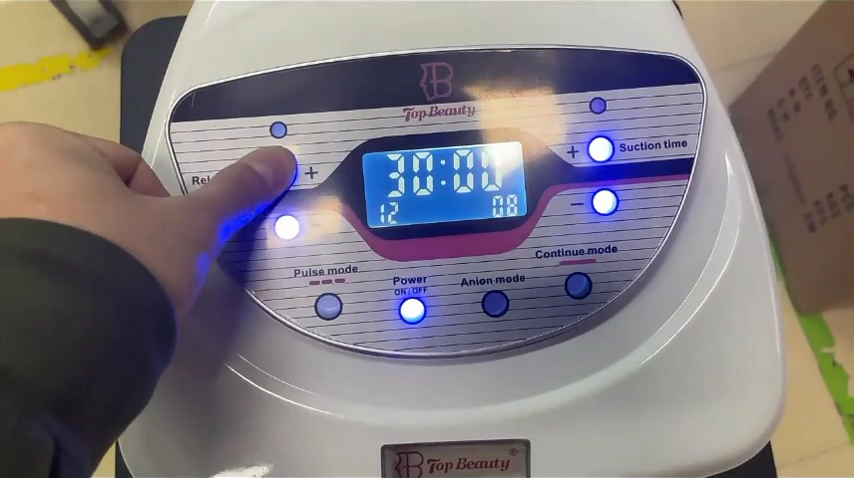 B
Top Beauty
+
30:00
12 08
+ Suction time
-
Pulse mode
Power
ON/OFF
Anion mode
Continue mode
B Top Beauty®